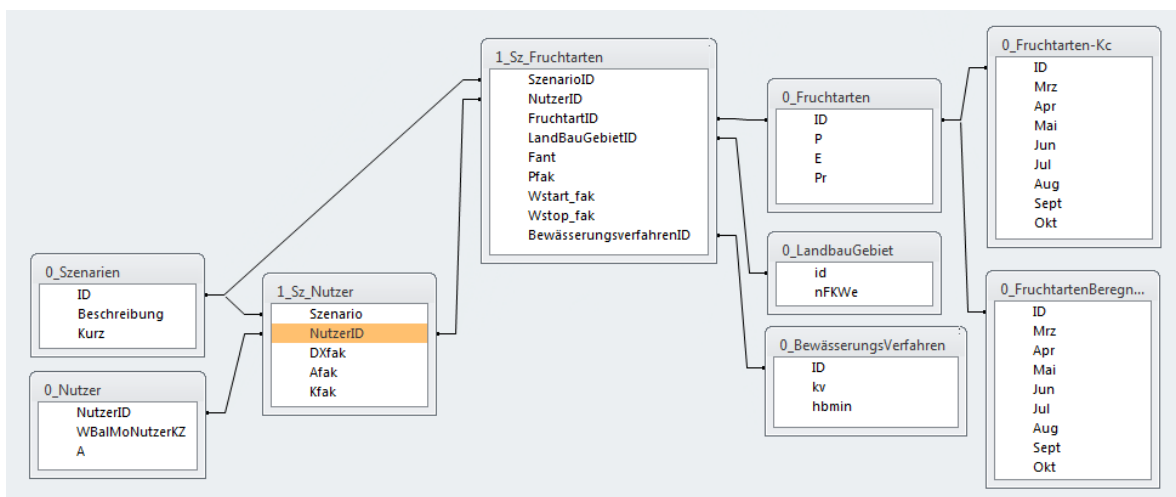 1_Sz_Fruchtarten
SzenarioID
NutzerID
FruchtartID
LandBauGebietID
Fant
Pfak
Wstart_fak
Wstop_fak
BewässerungsverfahrenID
0_Fruchtarten
ID
P
E
Pr
0_Fruchtarten-Kc
ID
Mrz
Apr
Mai
Jun
Jul
Aug
Sept
Okt
0_LandbauGebiet
id
nFKWe
0_Szenarien
ID
Beschreibung
Kurz
1_Sz_Nutzer
Szenario
NutzerID
DXfak
Afak
Kfak
0_FruchtartenBeregn...
ID
Mrz
Apr
Mai
Jun
Jul
Aug
Sept
Okt
0_BewässerungsVerfahren
ID
kv
hbmin
0_Nutzer
NutzerID
WBalMoNutzerKZ
A